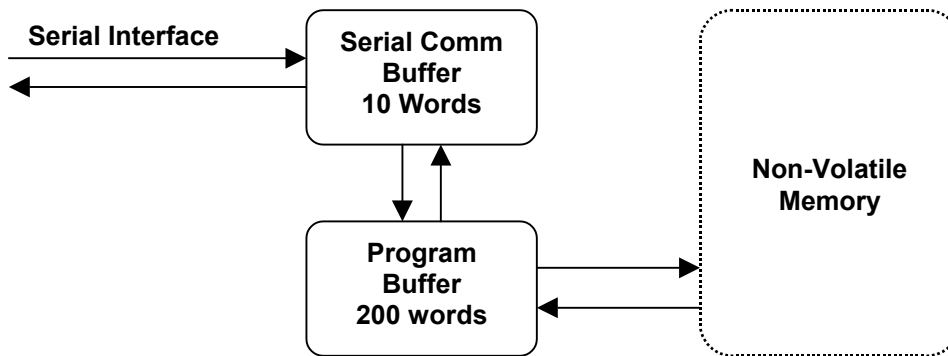 Serial Interface
Serial Comm
Buffer
10 Words
Non-Volatile
Memory
Program
Buffer
200 words